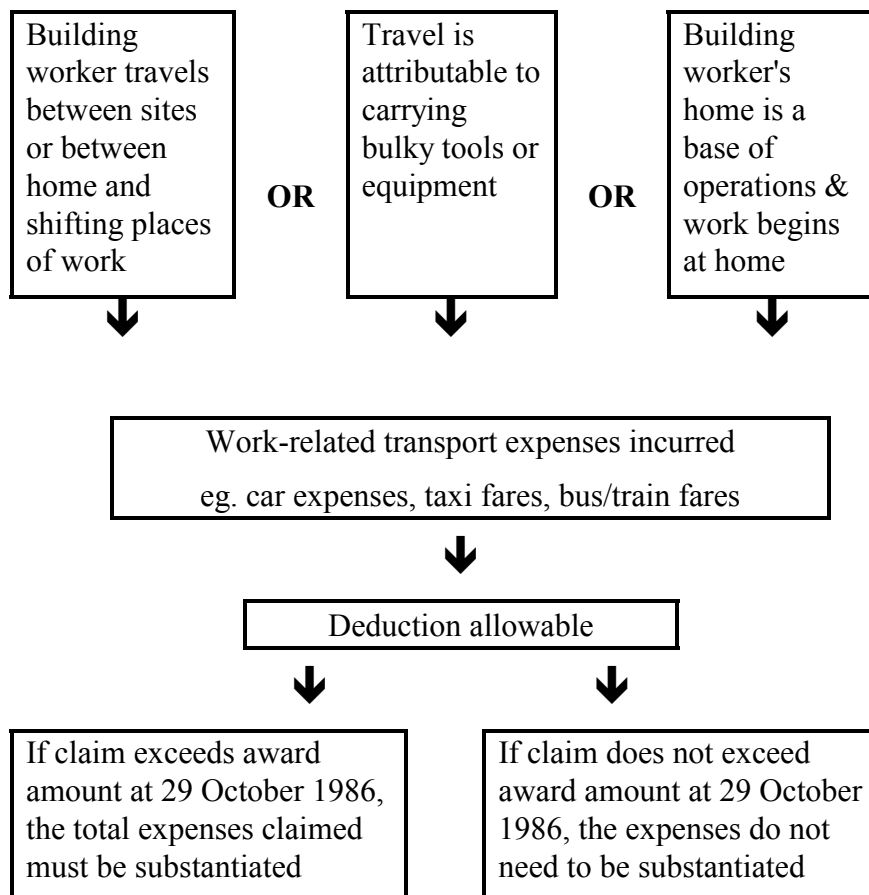 Building
worker travels
between sites
or between
home and
shifting places
of work
OR
Travel is
attributable to
carrying
bulky tools or
equipment
OR
Building
worker's
home is a
base of
operations &
work begins
at home
Work-related transport expenses incurred
eg. car expenses, taxi fares, bus/train fares
Deduction allowable
If claim exceeds award
amount at 29 October 1986,
the total expenses claimed
must be substantiated
If claim does not exceed
award amount at 29 October
1986, the expenses do not
need to be substantiated